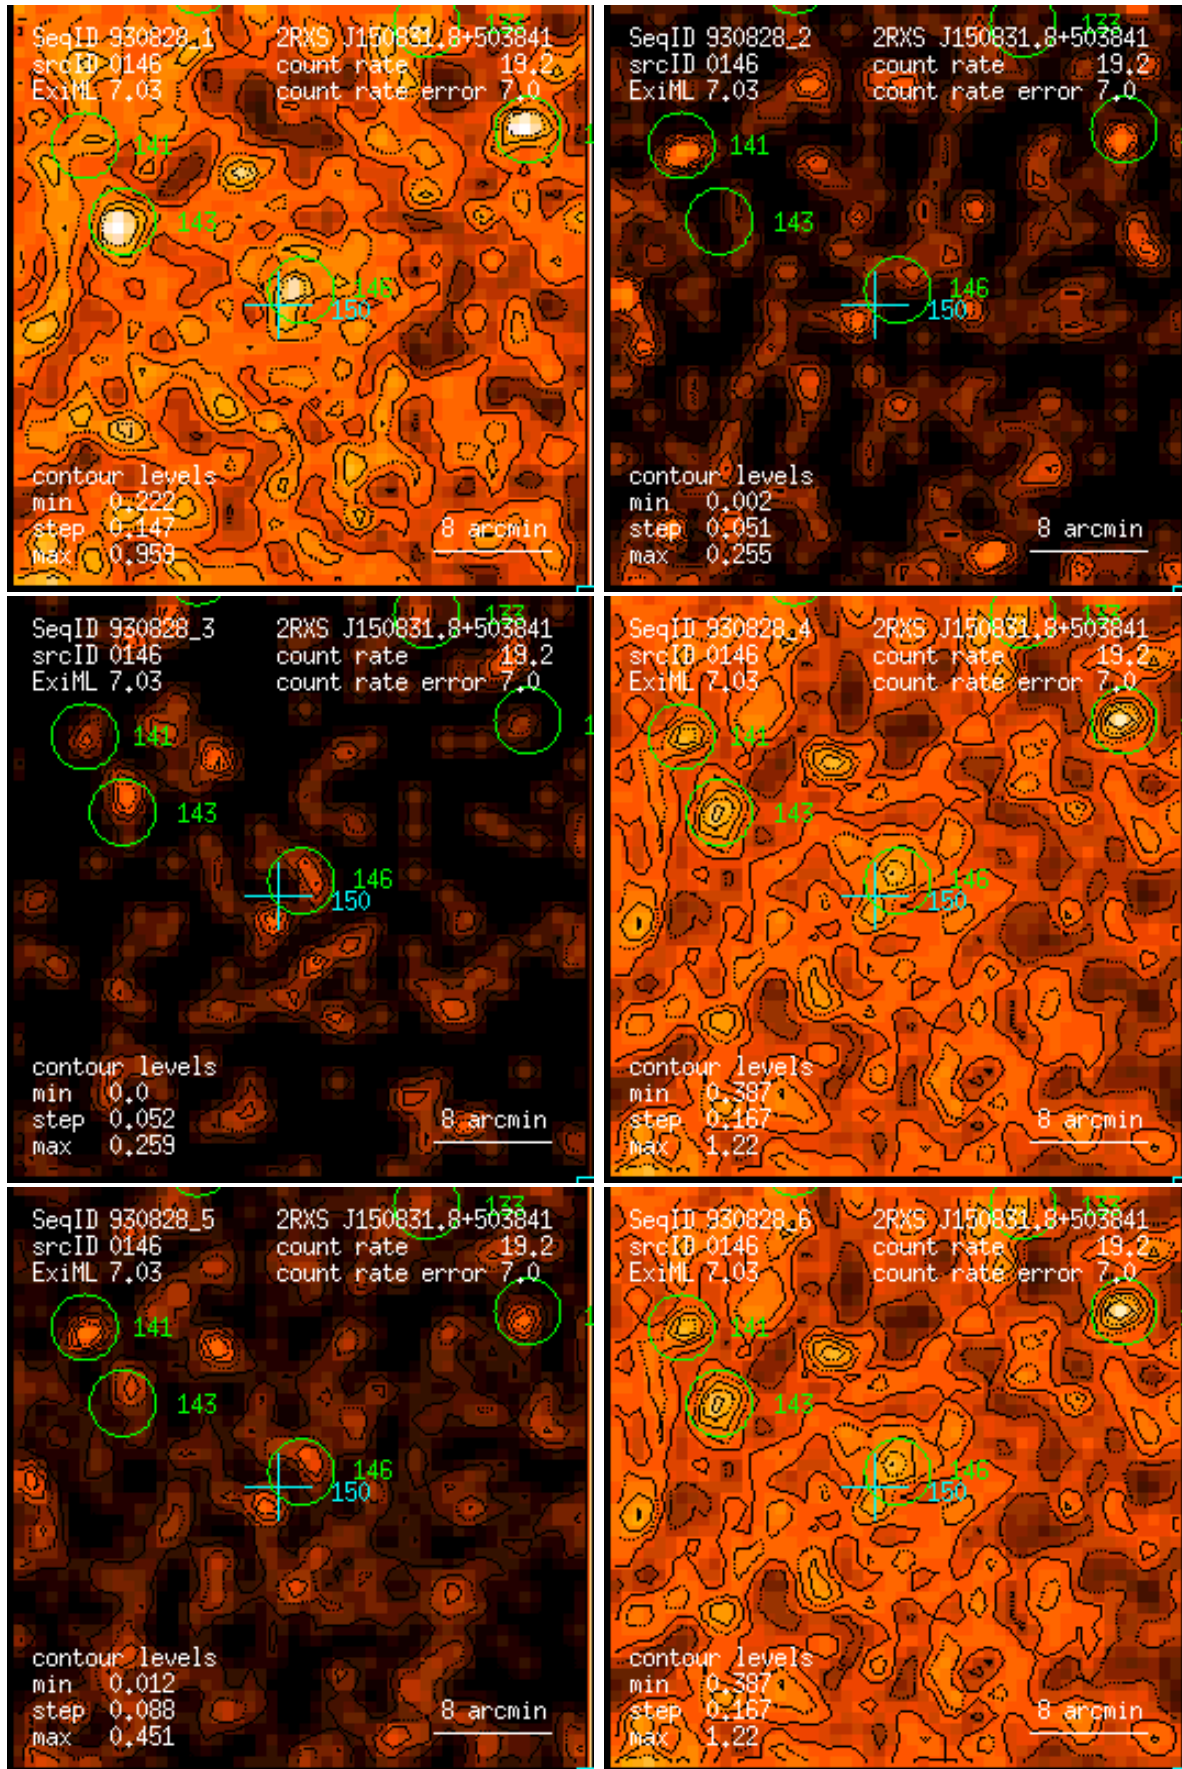 133
SeqID 930828_1 2RXS J150831.8+503841
srcID 0146 count rate 19.2
ExiML 7.03 count rate error 7.0
141
1
143
146
150
contour levels
min 0.222
step 0.147
max 0.959
8 arcmin
133
SeqID 930828_2 2RXS J150831.8+503841
srcID 0146 count rate 19.2
ExiML 7.03 count rate error 7.0
141
143
146
150
contour levels
min 0.002
step 0.051
max 0.255
8 arcmin
133
SeqID 930828_3 2RXS J150831.8+503841
srcID 0146 count rate 19.2
ExiML 7.03 count rate error 7.0
1
141
143
146
150
contour levels
min 0.0
step 0.052
max 0.259
8 arcmin
133
SeqID 930828_4 2RXS J150831.8+503841
srcID 0146 count rate 19.2
ExiML 7.03 count rate error 7.0
141
143
146
150
contour levels
min 0.387
step 0.167
max 1.22
8 arcmin
133
SeqID 930828_5 2RXS J150831.8+503841
srcID 0146 count rate 19.2
ExiML 7.03 count rate error 7.0
1
141
143
146
150
contour levels
min 0.012
step 0.088
max 0.451
8 arcmin
133
SeqID 930828_6 2RXS J150831.8+503841
srcID 0146 count rate 19.2
ExiML 7.03 count rate error 7.0
141
143
146
150
contour levels
min 0.387
step 0.167
max 1.22
8 arcmin